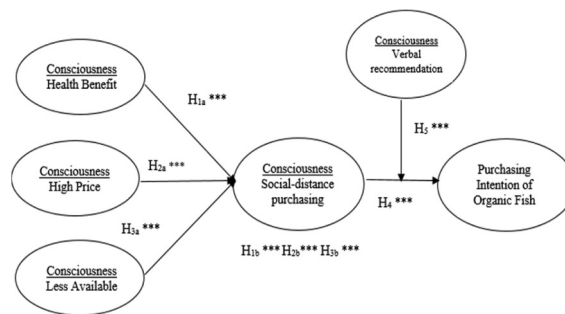 Consciousness
Verbal
recommendation
Consciousness
Health Benefit
H1a ***
H5 ***
Consciousness
High Price
H2a ***
Consciousness
Social-distance
purchasing
Purchasing
Intention of
Organic Fish
H4 ***
H3a ***
H1b *** H2b *** H3b ***
Consciousness
Less Available